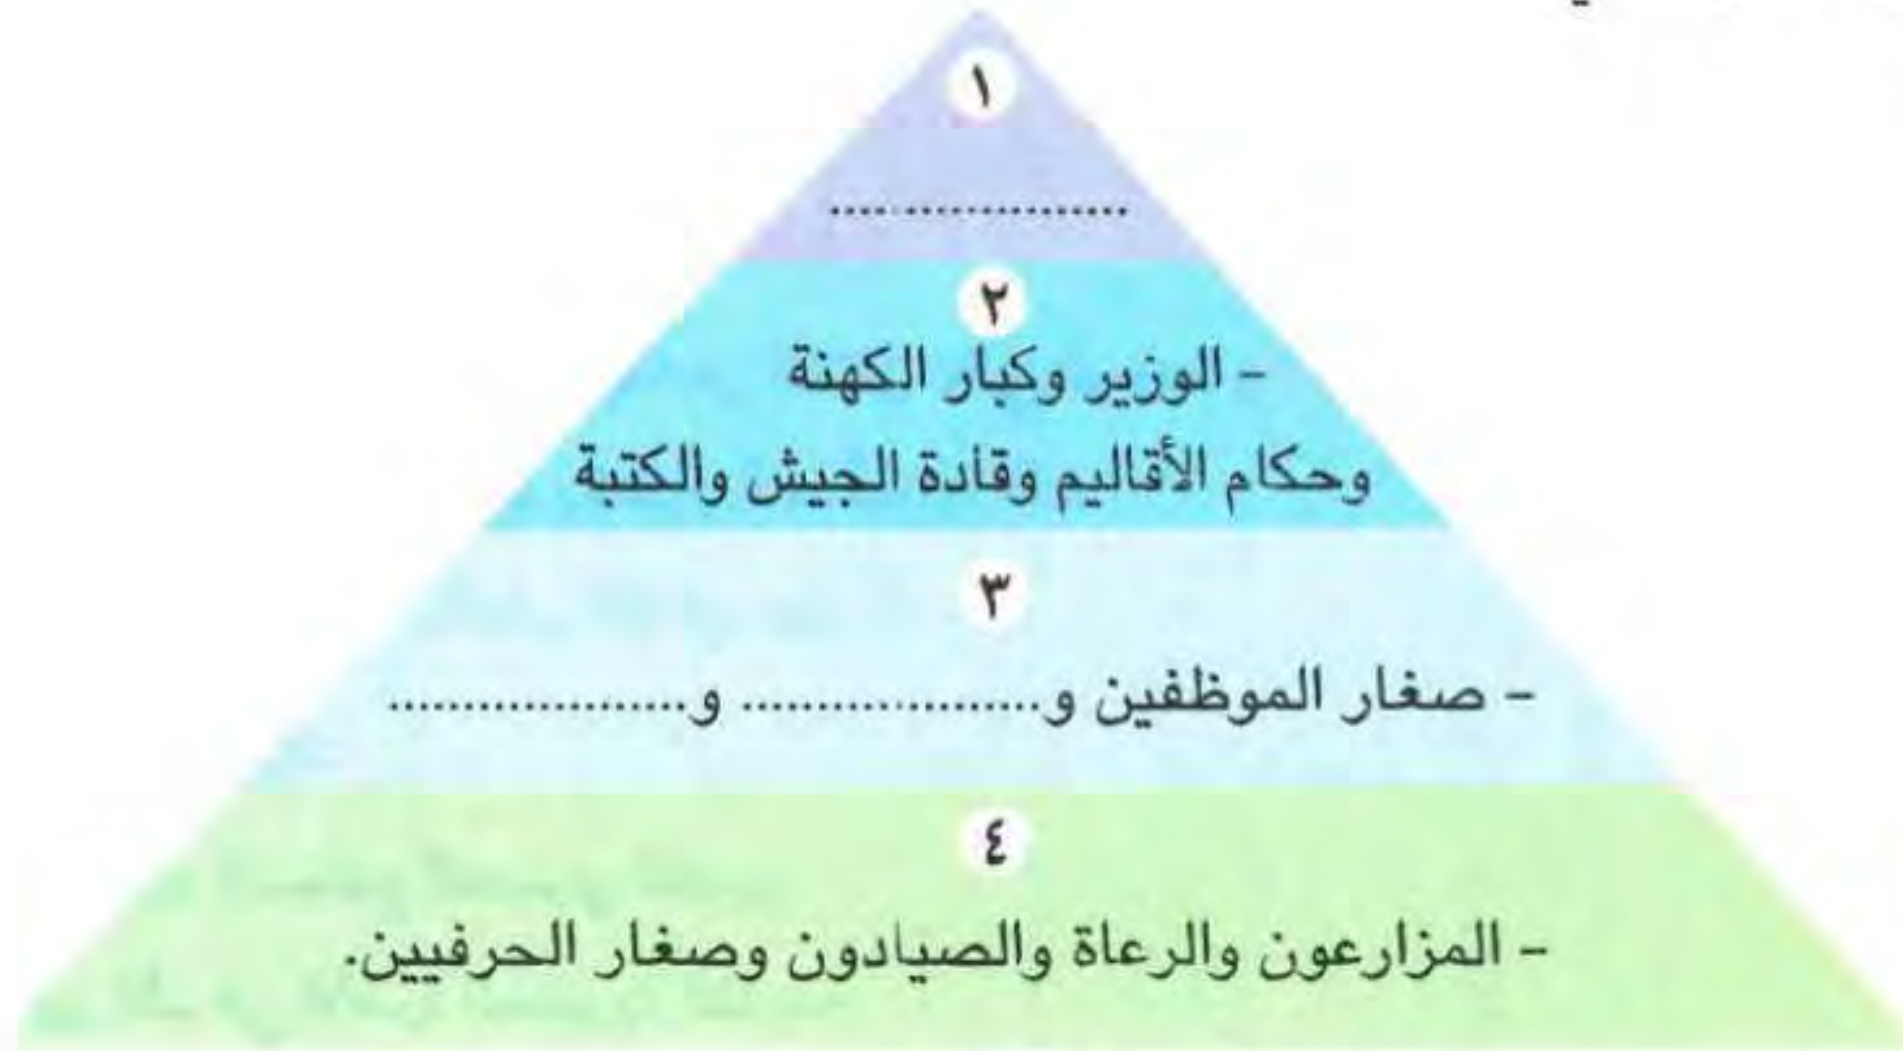 ١
....................
٢
- الوزير وكبار الكهنة
وحكام الأقاليم وقادة الجيش والكتبة
٣
- صغار الموظفين و.................... و....................
٤
- المزارعون والرعاة والصيادون وصغار الحرفيين.